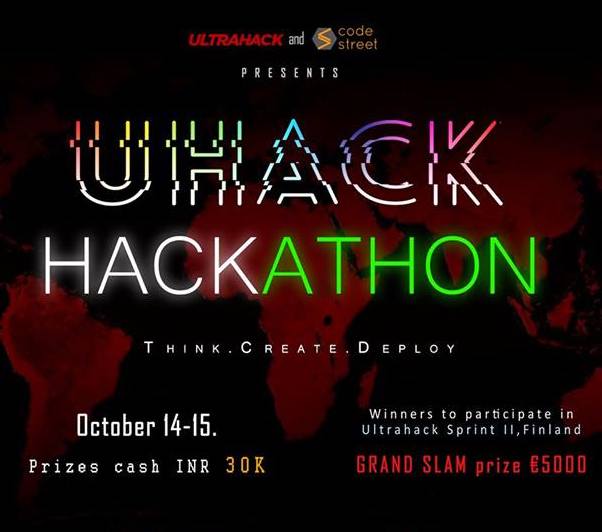 ULTRAHACK and code street
PRESENTS
UHACK
HACKATHON
THINK.CREATE.DEPLOY
October 14-15.
Prizes cash INR 30K
Winners to participate in
Ultrahack Sprint II,Finland
GRAND SLAM prize €5000